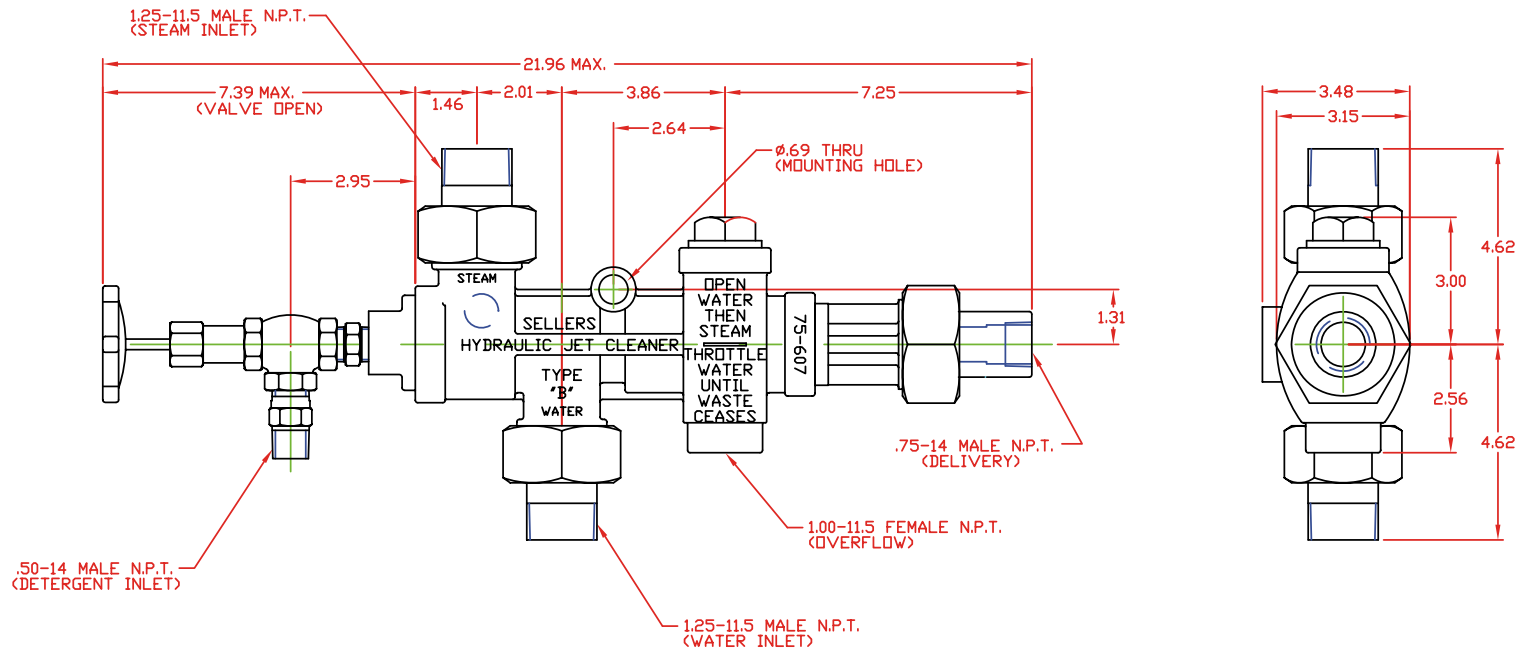 1.25-11.5 MALE N.P.T.
(STEAM INLET)
21.96 MAX.
7.39 MAX.
(VALVE OPEN)
1.46
2.01
3.86
7.25
2.64
2.95
Ø.69 THRU
(MOUNTING HOLE)
3.48
3.15
STEAM
SELLERS
HYDRAULIC JET CLEANER
TYPE
"B"
WATER
OPEN
WATER
THEN
STEAM
THROTTLE
WATER
UNTIL
WASTE
CEASES
75-607
1.31
4.62
3.00
2.56
4.62
.75-14 MALE N.P.T.
(DELIVERY)
1.00-11.5 FEMALE N.P.T.
(OVERFLOW)
.50-14 MALE N.P.T.
(DETERGENT INLET)
1.25-11.5 MALE N.P.T.
(WATER INLET)